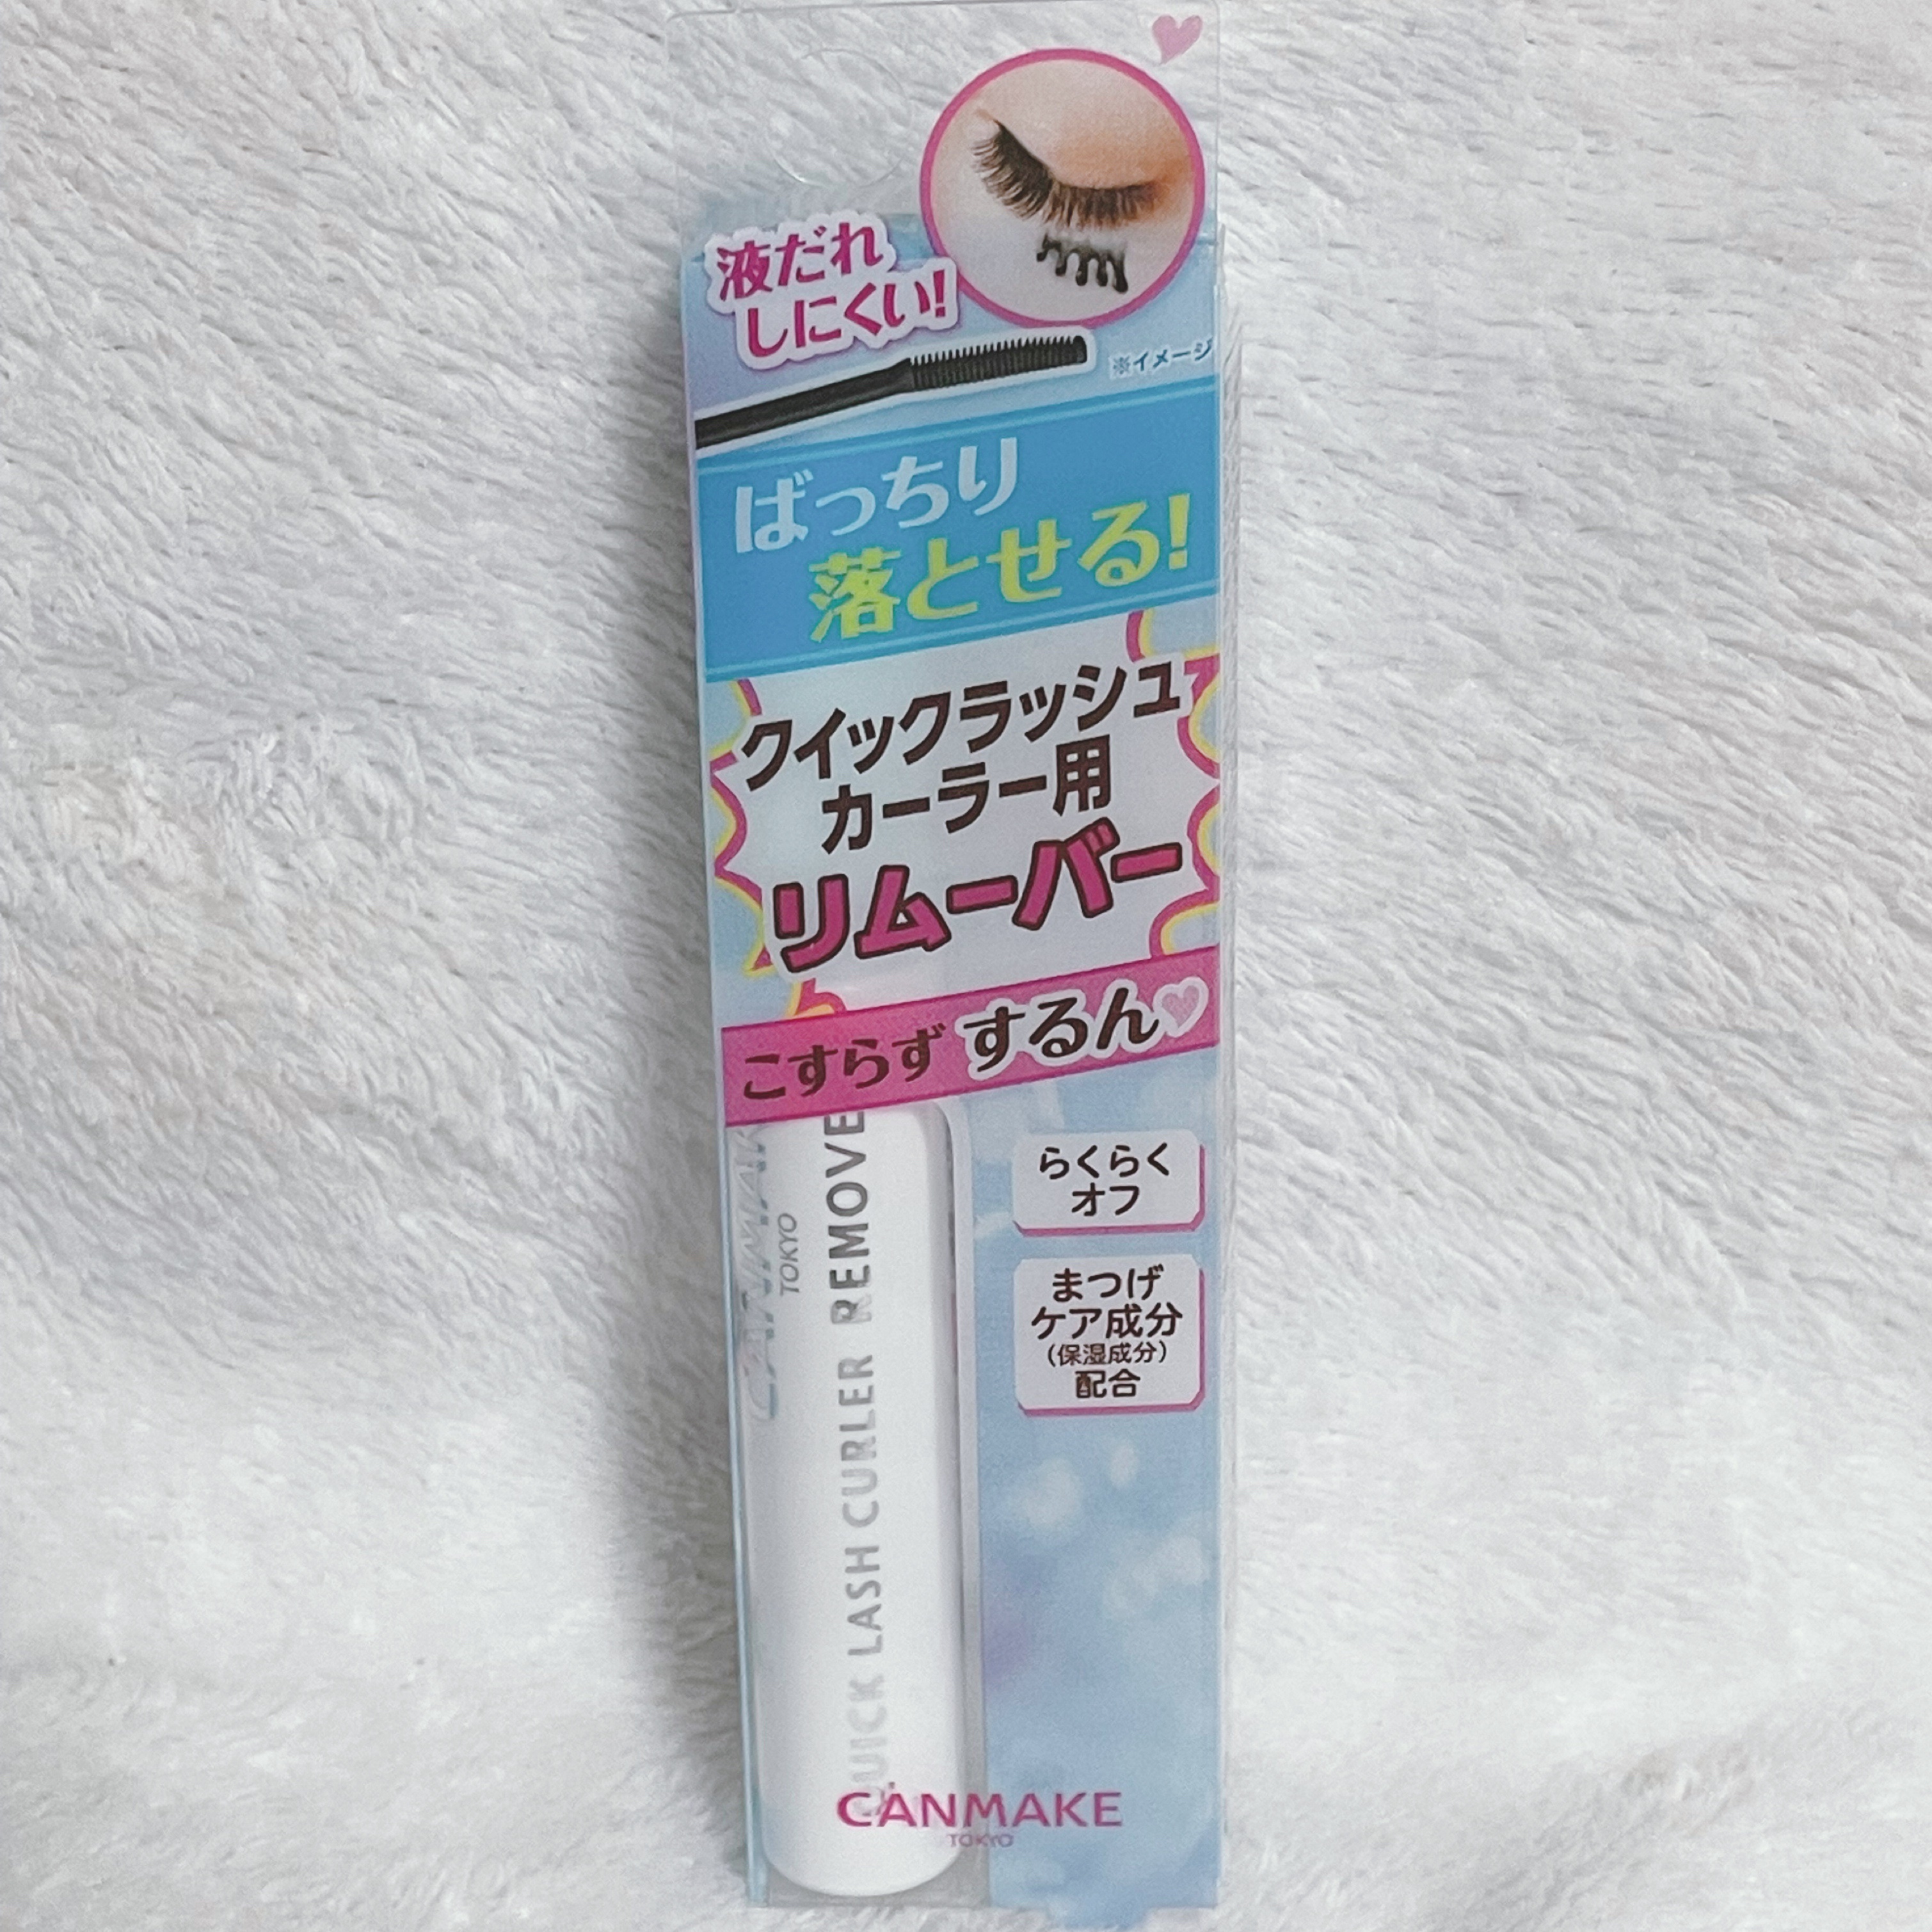 液だれ
しにくい!
※イメージ
ばっちり
落とせる!
クイックラッシュ
カーラー用
リムーバー
こすらず するん♡
らくらく
オフ
まつげ
ケア成分
(保湿成分)
配合
CANMAKE
TOKYO
QUICK LASH CURLER REMOVE
CANMAKE
TOKYO